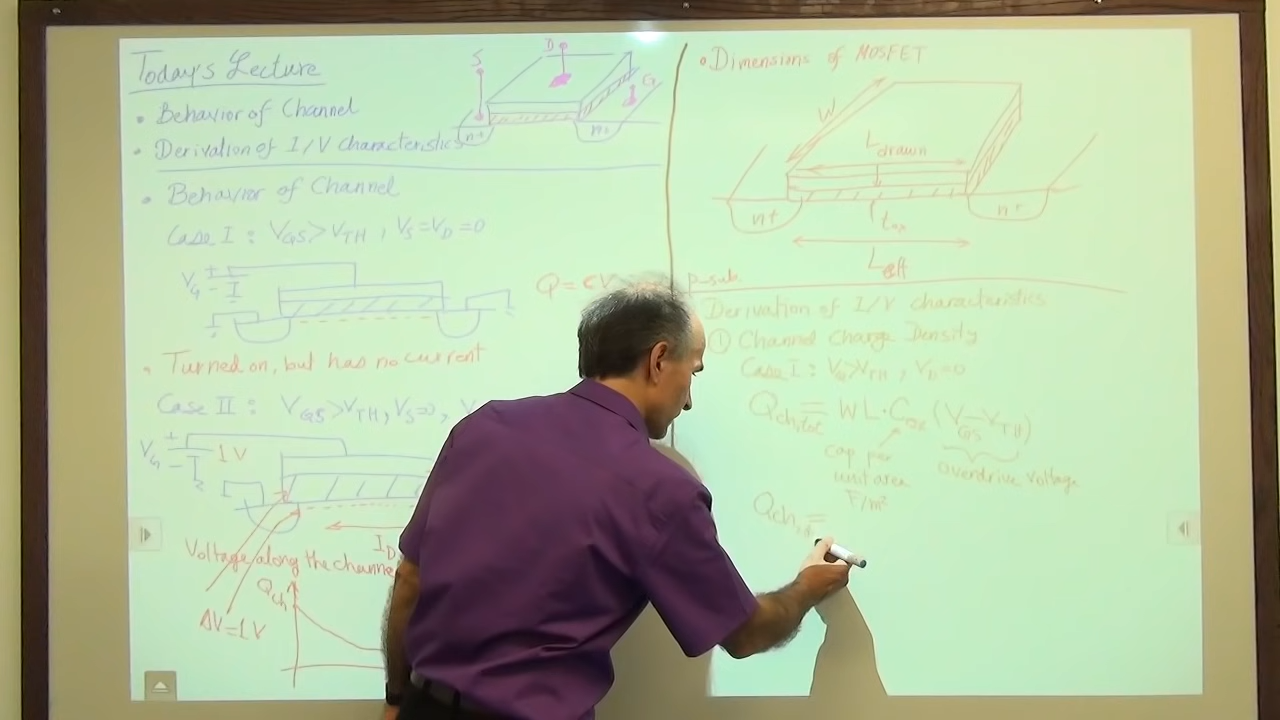 Today's Lecture
• Behavior of Channel
• Derivation of I/V characteristics
S
D
G
n+
n+
• Behavior of Channel
Case I : VGS>VTH , VS=VD=0
VG
+
-
Q = CV
p-sub
• Turned on, but has no current
Case II : VGS>VTH, VS=0, V
VG
+
-
1V
ID
Voltage along the channe
Qch
ΔV=1V
• Dimensions of MOSFET
W
Ldrawn
n+
tox
n+
Leff
Derivation of I/V characteristics
① Channel Charge Density
Case I : VG>VTH , VD=0
Qch,tot = WL.Cox (VGS-VTH)
cap per
unit area
F/m²
overdrive voltage
Qch, =